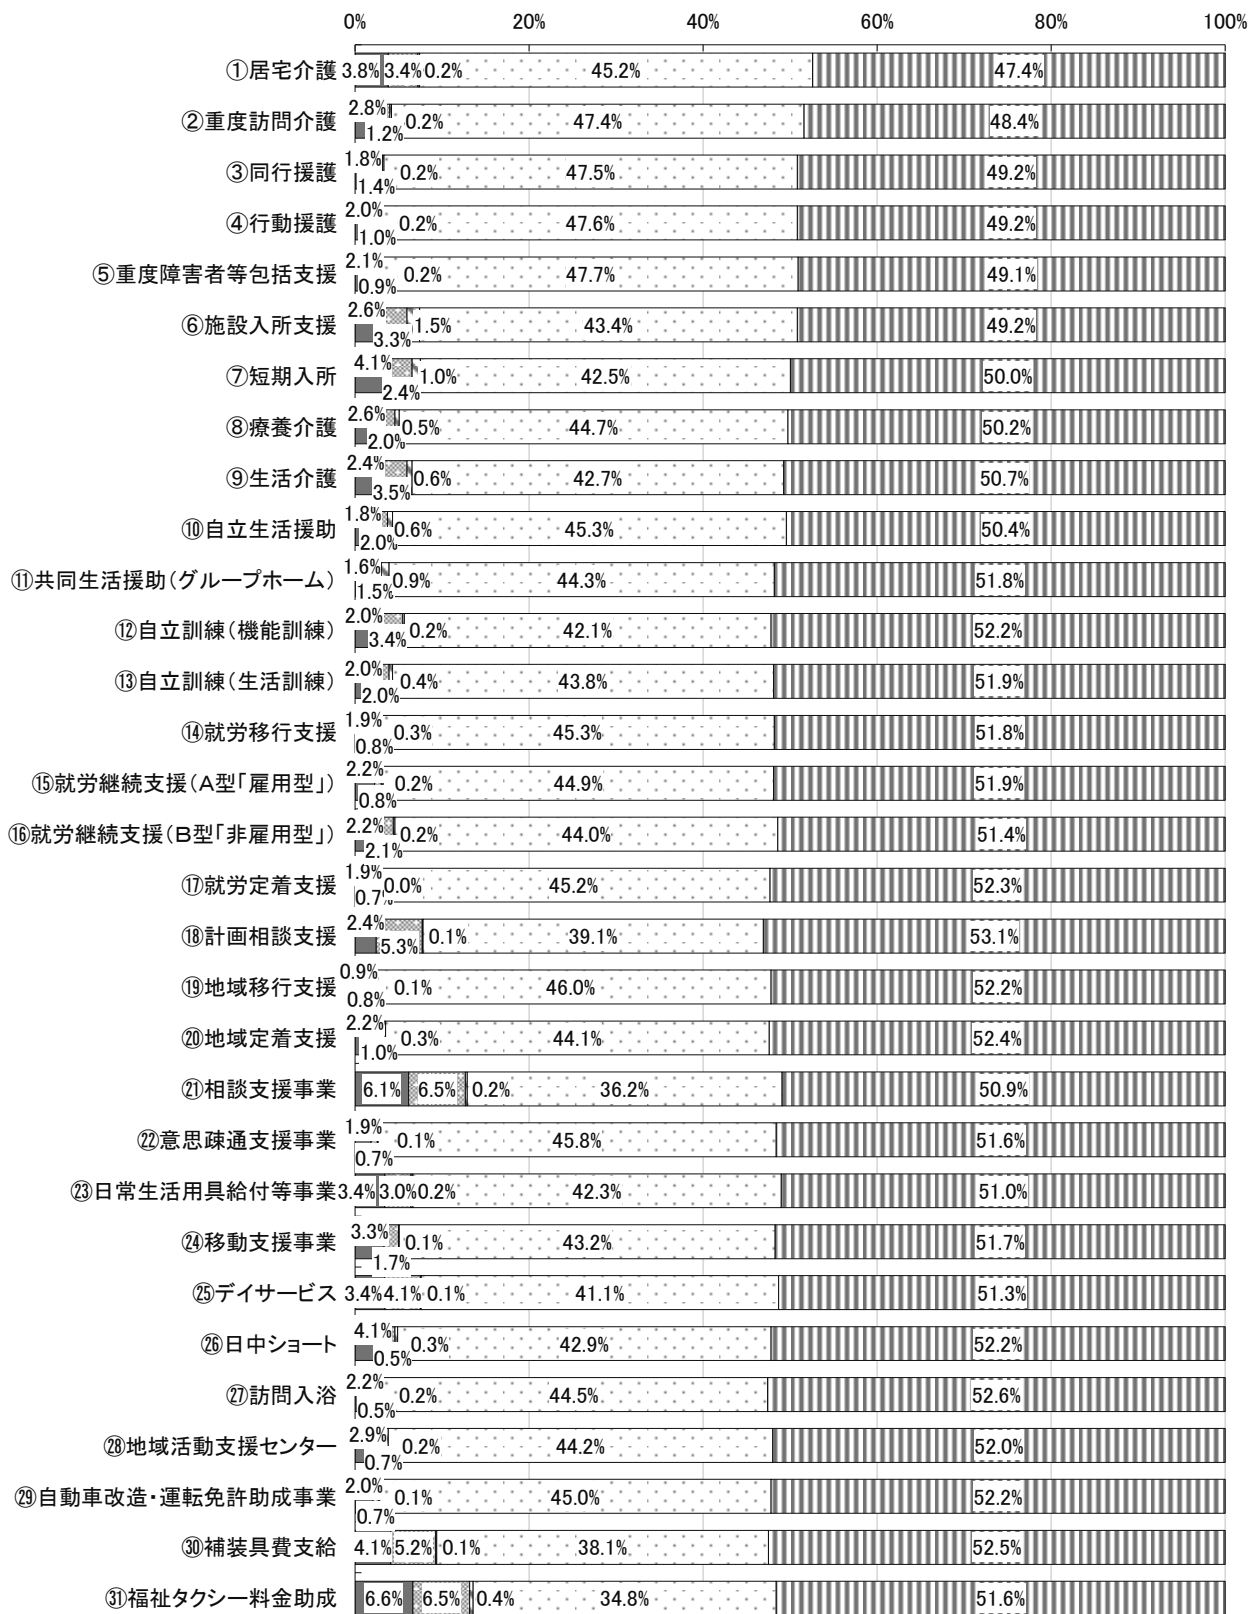 0% 20% 40% 60% 80% 100%
①居宅介護 3.8% 3.4% 0.2% 45.2% 47.4%
②重度訪問介護 2.8% 1.2% 0.2% 47.4% 48.4%
③同行援護 1.8% 1.4% 0.2% 47.5% 49.2%
④行動援護 2.0% 1.0% 0.2% 47.6% 49.2%
⑤重度障害者等包括支援 2.1% 0.9% 0.2% 47.7% 49.1%
⑥施設入所支援 2.6% 3.3% 1.5% 43.4% 49.2%
⑦短期入所 4.1% 2.4% 1.0% 42.5% 50.0%
⑧療養介護 2.6% 2.0% 0.5% 44.7% 50.2%
⑨生活介護 2.4% 3.5% 0.6% 42.7% 50.7%
⑩自立生活援助 1.8% 2.0% 0.6% 45.3% 50.4%
⑪共同生活援助（グループホーム） 1.6% 1.5% 0.9% 44.3% 51.8%
⑫自立訓練（機能訓練） 2.0% 3.4% 0.2% 42.1% 52.2%
⑬自立訓練（生活訓練） 2.0% 2.0% 0.4% 43.8% 51.9%
⑭就労移行支援 1.9% 0.8% 0.3% 45.3% 51.8%
⑮就労継続支援（A型「雇用型」） 2.2% 0.8% 0.2% 44.9% 51.9%
⑯就労継続支援（B型「非雇用型」） 2.2% 2.1% 0.2% 44.0% 51.4%
⑰就労定着支援 1.9% 0.7% 0.0% 45.2% 52.3%
⑱計画相談支援 2.4% 5.3% 0.1% 39.1% 53.1%
⑲地域移行支援 0.9% 0.8% 0.1% 46.0% 52.2%
⑳地域定着支援 2.2% 1.0% 0.3% 44.1% 52.4%
㉑相談支援事業 6.1% 6.5% 0.2% 36.2% 50.9%
㉒意思疎通支援事業 1.9% 0.7% 0.1% 45.8% 51.6%
㉓日常生活用具給付等事業 3.4% 3.0% 0.2% 42.3% 51.0%
㉔移動支援事業 3.3% 1.7% 0.1% 43.2% 51.7%
㉕デイサービス 3.4% 4.1% 0.1% 41.1% 51.3%
㉖日中ショート 4.1% 0.5% 0.3% 42.9% 52.2%
㉗訪問入浴 2.2% 0.5% 0.2% 44.5% 52.6%
㉘地域活動支援センター 2.9% 0.7% 0.2% 44.2% 52.0%
㉙自動車改造・運転免許助成事業 2.0% 0.7% 0.1% 45.0% 52.2%
㉚補装具費支給 4.1% 5.2% 0.1% 38.1% 52.5%
㉛福祉タクシー料金助成 6.6% 6.5% 0.4% 34.8% 51.6%